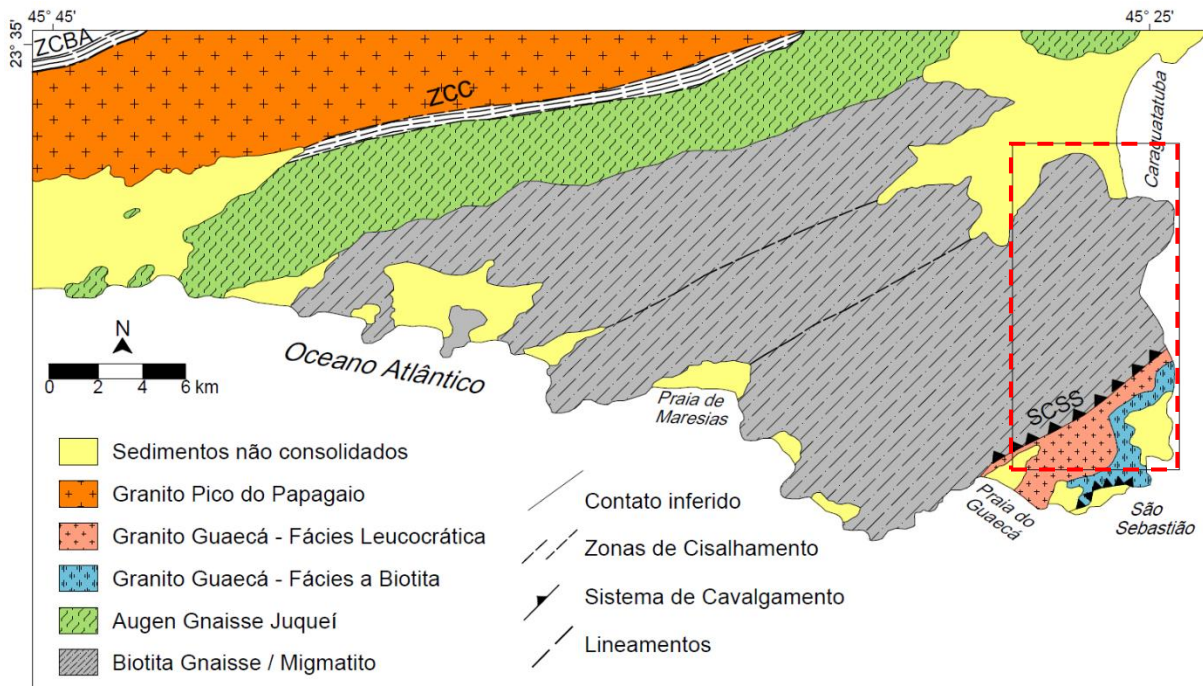 45° 45'
45° 25'
23° 35'
ZCBA
ZCC
Caraguatatuba
N
0 2 4 6 km
Oceano Atlântico
Praia de
Maresias
SCSS
Praia do
Guaecá
São
Sebastião
Sedimentos não consolidados
Granito Pico do Papagaio
Granito Guaecá - Fácies Leucocrática
Granito Guaecá - Fácies a Biotita
Augen Gnaisse Juqueí
Biotita Gnaisse / Migmatito
Contato inferido
Zonas de Cisalhamento
Sistema de Cavalgamento
Lineamentos